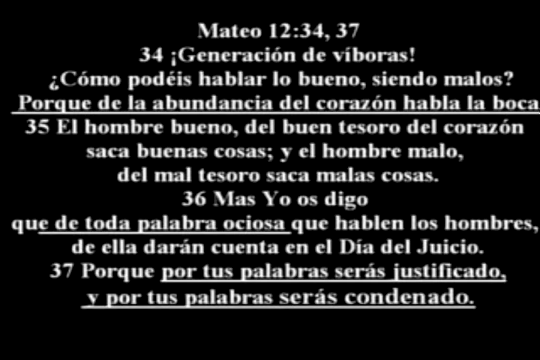 Mateo 12:34, 37
34 ¡Generación de víboras!
¿Cómo podéis hablar lo bueno, siendo malos?
Porque de la abundancia del corazón habla la boca
35 El hombre bueno, del buen tesoro del corazón
saca buenas cosas; y el hombre malo,
del mal tesoro saca malas cosas.
36 Mas Yo os digo
que de toda palabra ociosa que hablen los hombres,
de ella darán cuenta en el Día del Juicio.
37 Porque por tus palabras serás justificado,
y por tus palabras serás condenado.